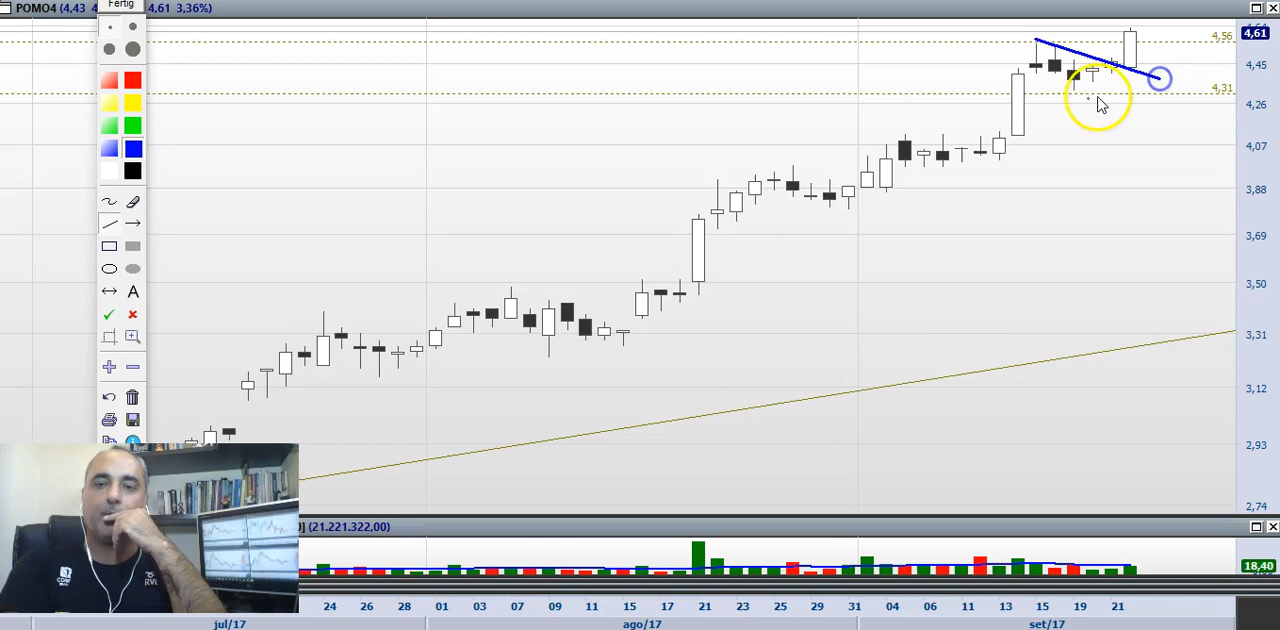 Fertig
POMO4 (4,43 4 4,61 3,36%)
4,61
4,56
4,45
4,31
4,26
4,07
3,88
3,69
3,50
3,31
3,12
2,93
2,74
A
(21.221.322,00)
18,40
24 26 28 01 03 07 09 11 15 17 21 23 25 29 31 04 06 11 13 15 19 21
jul/17 ago/17 set/17
RVL